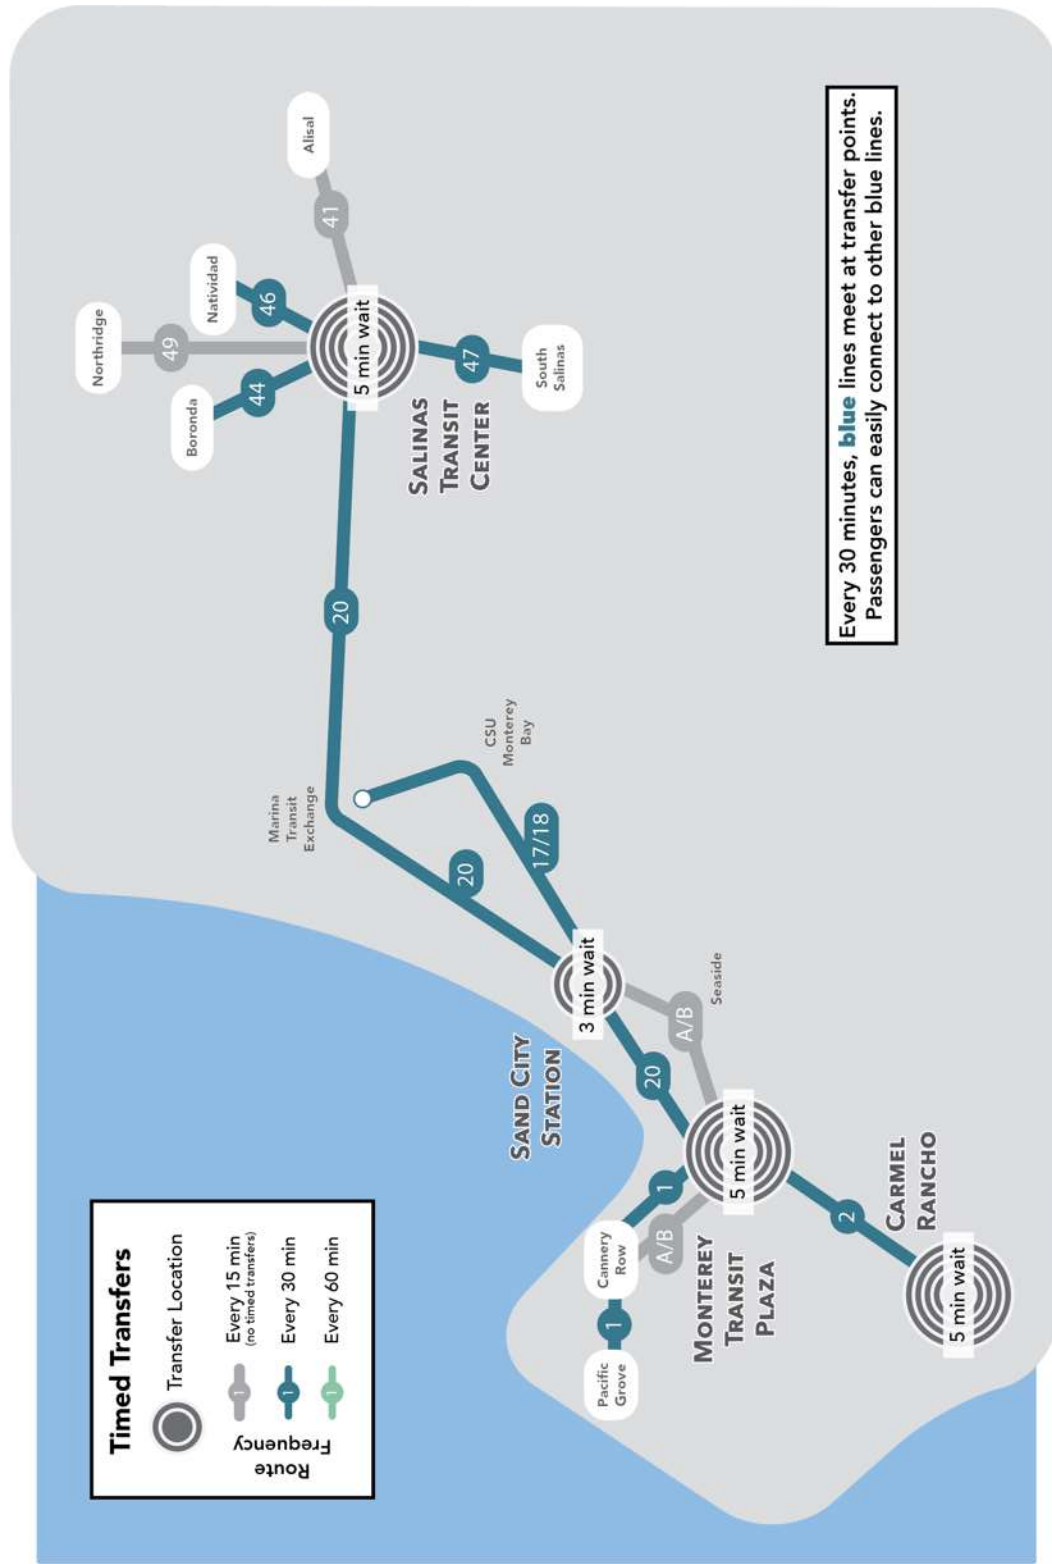 Timed Transfers
Transfer Location
Route
Frequency
1
Every 15 min
(no timed transfers)
1
Every 30 min
1
Every 60 min
Northridge
49
Boronda
44
Natividad
46
Alisal
41
5 min wait
SALINAS
TRANSIT
CENTER
47
South
Salinas
20
Marina
Transit
Exchange
20
CSU
Monterey
Bay
17/18
SAND CITY
STATION
3 min wait
A/B
Seaside
20
Pacific
Grove
1
Cannery
Row
1
A/B
MONTEREY
TRANSIT
PLAZA
5 min wait
2
CARMEL
RANCHO
5 min wait
Every 30 minutes, blue lines meet at transfer points.
Passengers can easily connect to other blue lines.